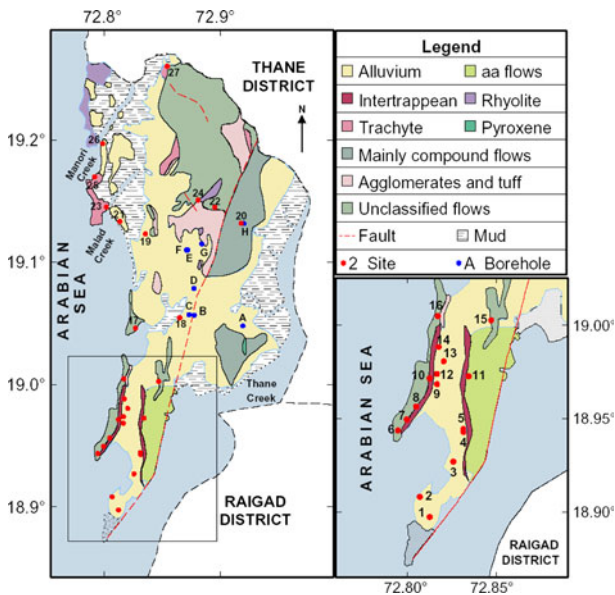 72.8° 72.9°
THANE
DISTRICT
N
27
19.2°
26
Manori
Creek
28
23
21
Malad
Creek
24
22
20
H
19
G
F
E
19.1°
D
C
B
A
18
17
ARABIAN
SEA
19.0°
Thane
Creek
18.9°
RAIGAD
DISTRICT
Legend
Alluvium aa flows
Intertrappean Rhyolite
Trachyte Pyroxene
Mainly compound flows
Agglomerates and tuff
Unclassified flows
Fault Mud
2 Site A Borehole
16
15
19.00°
14
13
10
12
11
9
8
7
6
5
4
18.95°
3
2
1
18.90°
ARABIAN SEA
RAIGAD
DISTRICT
72.80° 72.85°